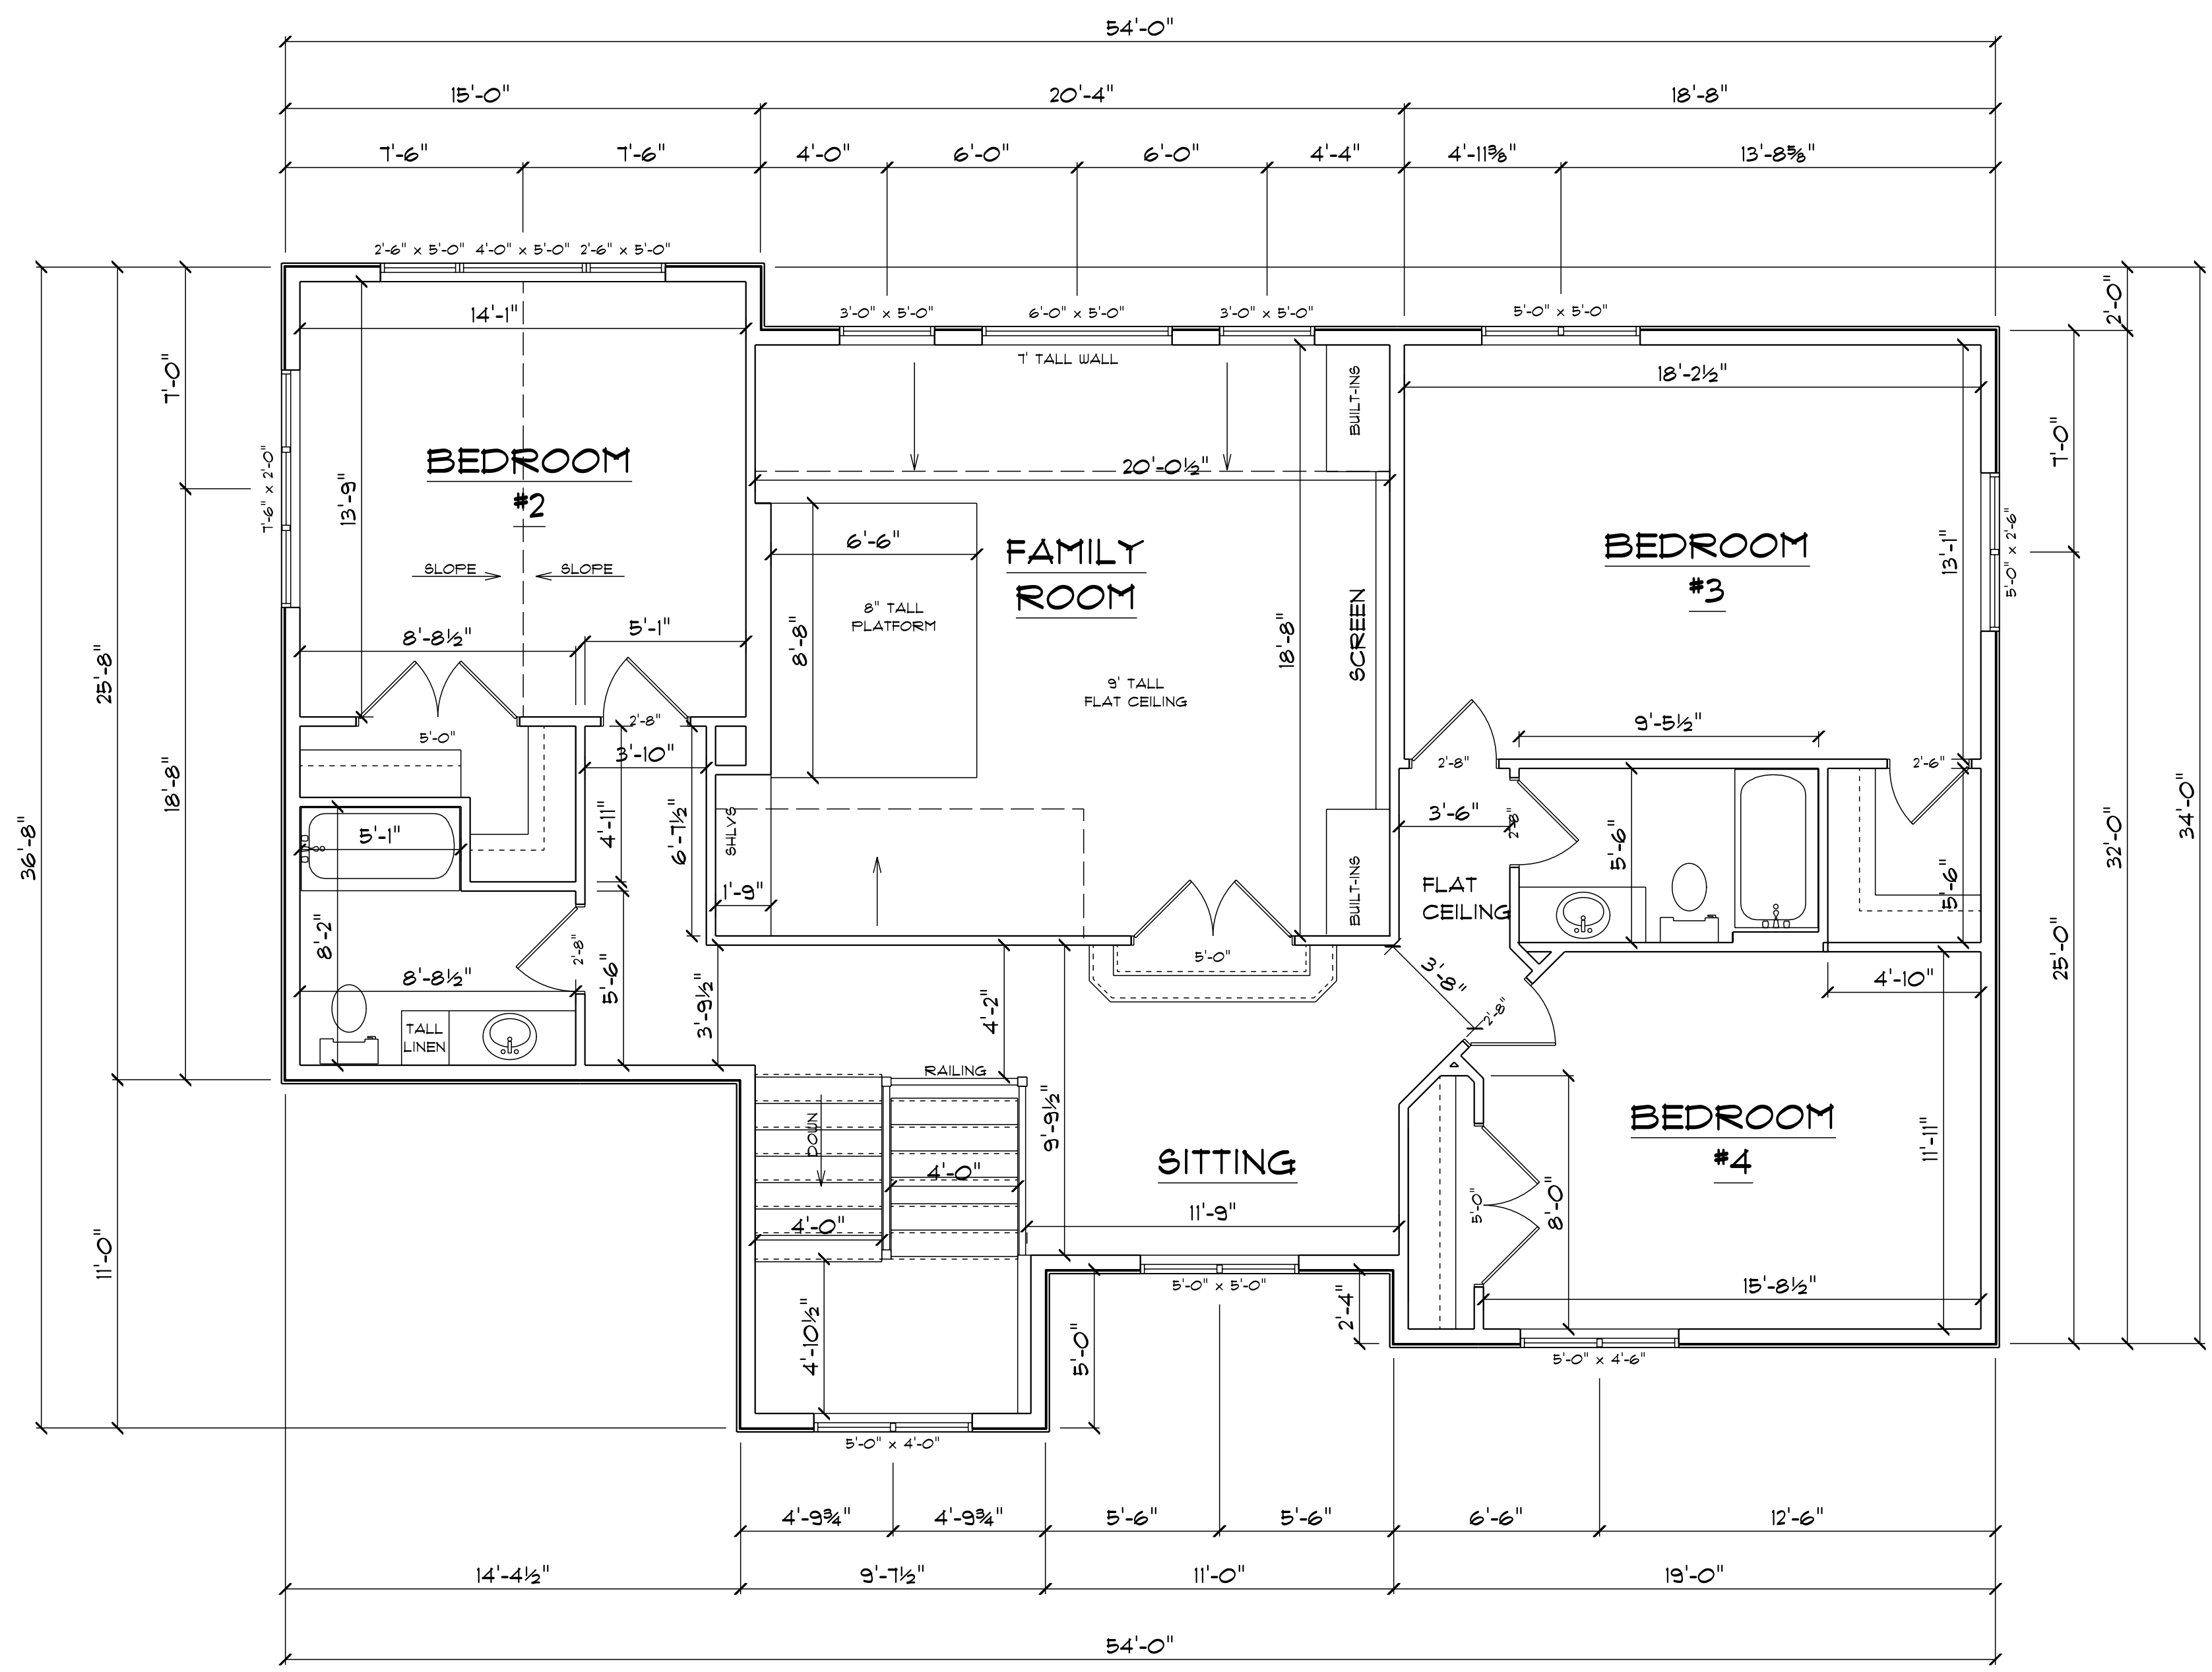 54'-0"
15'-0" 20'-4" 18'-8"
7'-6" 7'-6" 4'-0" 6'-0" 6'-0" 4'-4" 4'-11⅜" 13'-8⅝"
2'-6" x 5'-0" 4'-0" x 5'-0" 2'-6" x 5'-0"
3'-0" x 5'-0" 6'-0" x 5'-0" 3'-0" x 5'-0" 5'-0" x 5'-0"
2'-0"
14'-1"
7' TALL WALL
7'-0"
18'-2½"
BUILT-INS
7'-0"
BEDROOM
#2
20'-0½"
7'-6" x 2'-0"
13'-9"
6'-6"
FAMILY
ROOM
BEDROOM
#3
13'-1"
5'-0" x 2'-6"
SLOPE SLOPE
8" TALL
PLATFORM
8'-8"
18'-8"
SCREEN
8'-8½" 5'-1"
9' TALL
FLAT CEILING
25'-8"
5'-0"
2'-8"
3'-10"
9'-5½"
2'-8"
2'-6"
18'-8"
36'-8"
5'-1"
4'-11"
6'-7½"
SHLVS
3'-6"
2'-8"
5'-6"
32'-0"
34'-0"
1'-9"
BUILT-INS
FLAT
CEILING
5'-6"
8'-2"
8'-8½"
2'-8"
5'-6"
3'-9½"
4'-2"
5'-0"
3'-8"
2'-8"
4'-10"
25'-0"
TALL
LINEN
RAILING
DOWN
9'-9½"
BEDROOM
#4
11'-11"
SITTING
4'-0"
4'-0"
11'-9"
5'-0"
8'-0"
11'-0"
5'-0" x 5'-0"
15'-8½"
4'-10½"
5'-0"
2'-4"
5'-0" x 4'-6"
5'-0" x 4'-0"
4'-9¾" 4'-9¾" 5'-6" 5'-6" 6'-6" 12'-6"
14'-4½" 9'-7½" 11'-0" 19'-0"
54'-0"